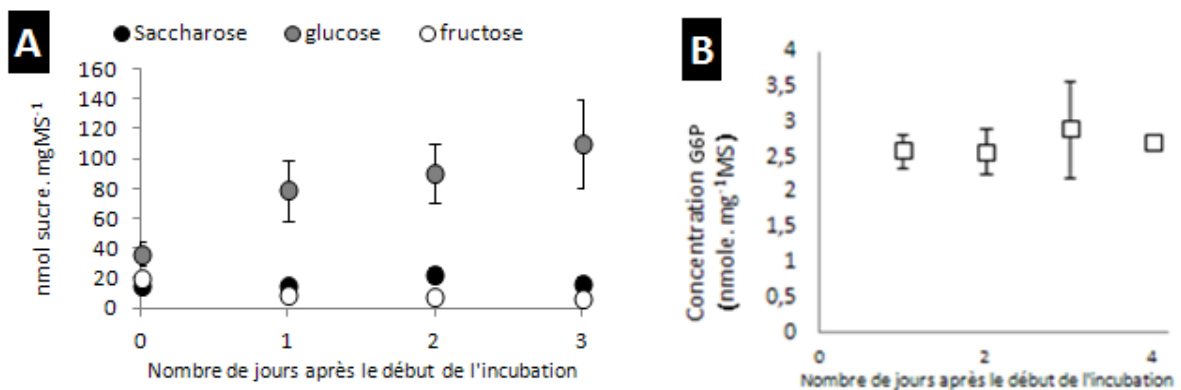 A
Saccharose glucose fructose
160
140
120
100
80
60
40
20
0
nmol sucre. mgMS⁻¹
0 1 2 3
Nombre de jours après le début de l'incubation
B
4
3,5
3
2,5
2
1,5
1
0,5
0
Concentration G6P
(nmole. mg⁻¹MS)
0 2 4
Nombre de jours après le début de l'incubation